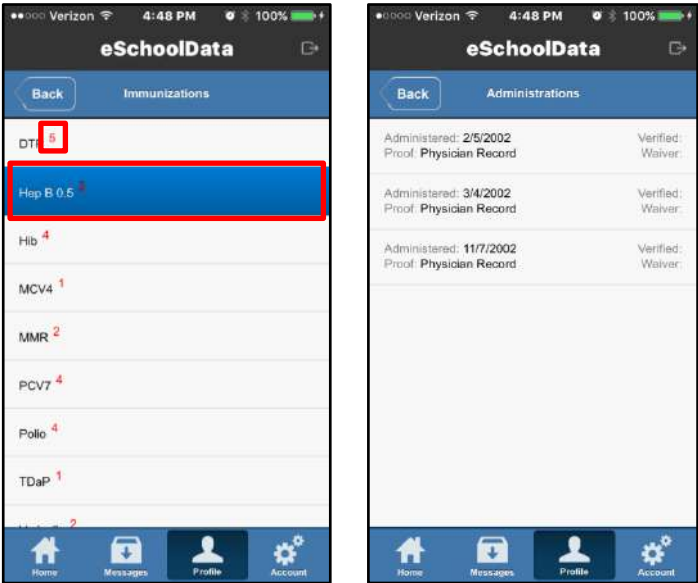 Verizon 4:48 PM 100%
eSchoolData
Back Immunizations
5
Hep B 0.5 3
Hib 4
MCV4 1
MMR 2
PCV7 4
Polio 4
TDaP 1
2
Home Messages Profile Account
Verizon 4:48 PM 100%
eSchoolData
Back Administrations
Administered: 2/5/2002 Verified:
Proof: Physician Record Waiver:
Administered: 3/4/2002 Verified:
Proof: Physician Record Waiver:
Administered: 11/7/2002 Verified:
Proof: Physician Record Waiver:
Home Messages Profile Account